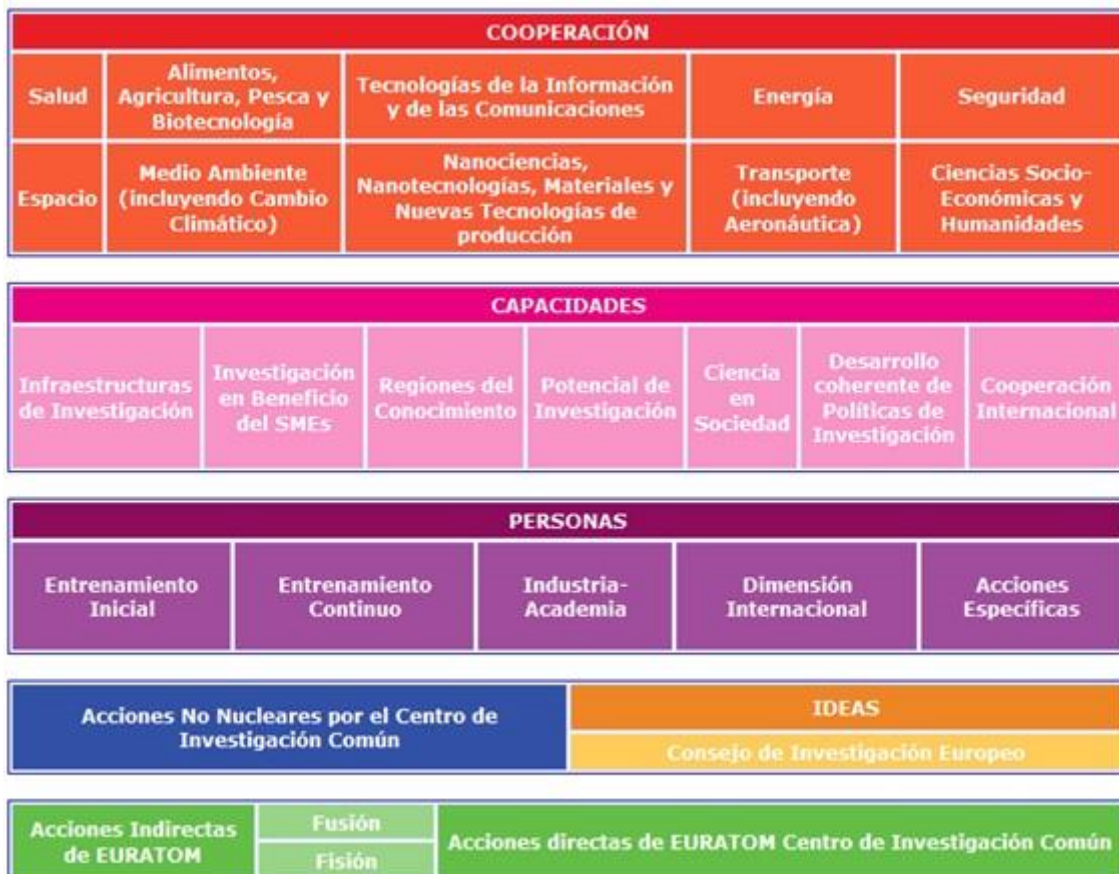 COOPERACIÓN
Salud
Alimentos,
Agricultura, Pesca y
Biotecnología
Tecnologías de la Información
y de las Comunicaciones
Energía
Seguridad
Espacio
Medio Ambiente
(incluyendo Cambio
Climático)
Nanociencias,
Nanotecnologías, Materiales y
Nuevas Tecnologías de
producción
Transporte
(incluyendo
Aeronáutica)
Ciencias Socio-
Económicas y
Humanidades
CAPACIDADES
Infraestructuras
de Investigación
Investigación
en Beneficio
del SMEs
Regiones del
Conocimiento
Potencial de
Investigación
Ciencia
en
Sociedad
Desarrollo
coherente de
Políticas de
Investigación
Cooperación
Internacional
PERSONAS
Entrenamiento
Inicial
Entrenamiento
Continuo
Industria-
Academia
Dimensión
Internacional
Acciones
Específicas
Acciones No Nucleares por el Centro de
Investigación Común
IDEAS
Consejo de Investigación Europeo
Acciones Indirectas
de EURATOM
Fusión
Fisión
Acciones directas de EURATOM Centro de Investigación Común